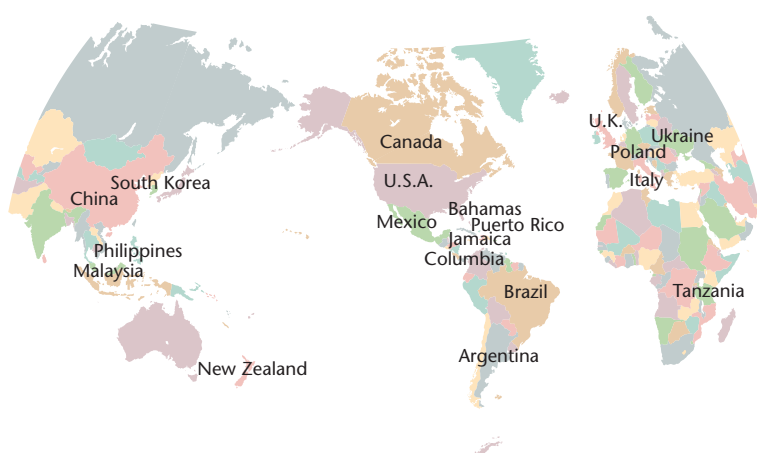 U.K.
Ukraine
Canada
Poland
South Korea
U.S.A.
Italy
China
Bahamas
Mexico
Puerto Rico
Jamaica
Philippines
Columbia
Malaysia
Brazil
Tanzania
Argentina
New Zealand